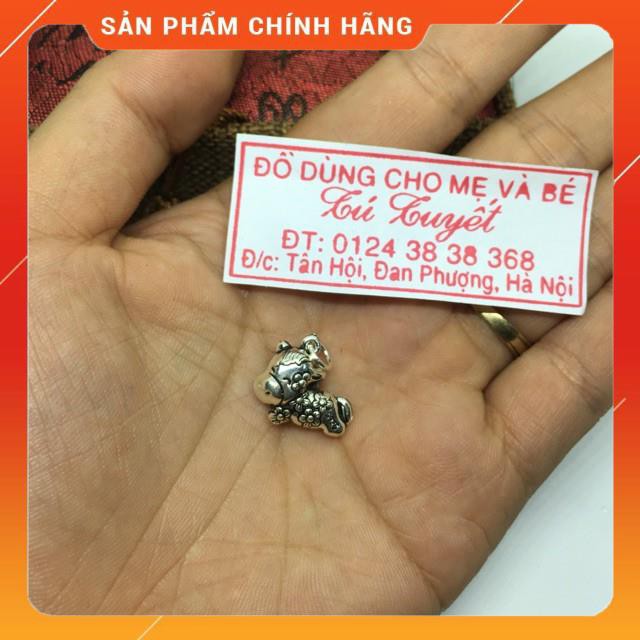 SẢN PHẨM CHÍNH HÃNG
ĐỒ DÙNG CHO MẸ VÀ BÉ
Tú Tuyết
ĐT: 0124 38 38 368
Đ/c: Tân Hội, Đan Phượng, Hà Nội